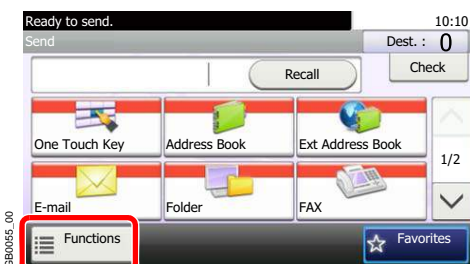 Ready to send.
10:10
Send
Dest. :
0
Recall
Check
One Touch Key
Address Book
Ext Address Book
1/2
E-mail
Folder
FAX
Functions
Favorites
GB0055_00